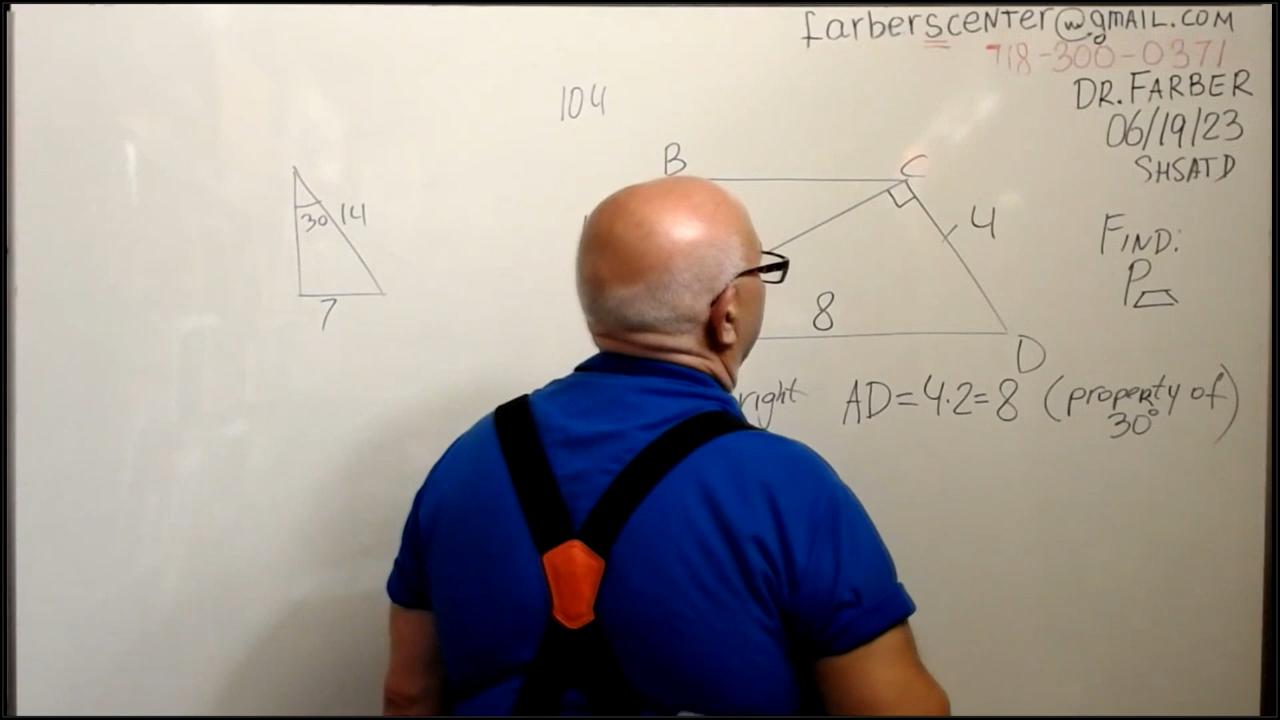 farberscenter@gmail.com
718-300-0371
DR. FARBER
06/19/23
SHSATD
104
B
C
30
14
4
7
8
D
FIND:
P
right AD=4·2=8 (property of 30°)